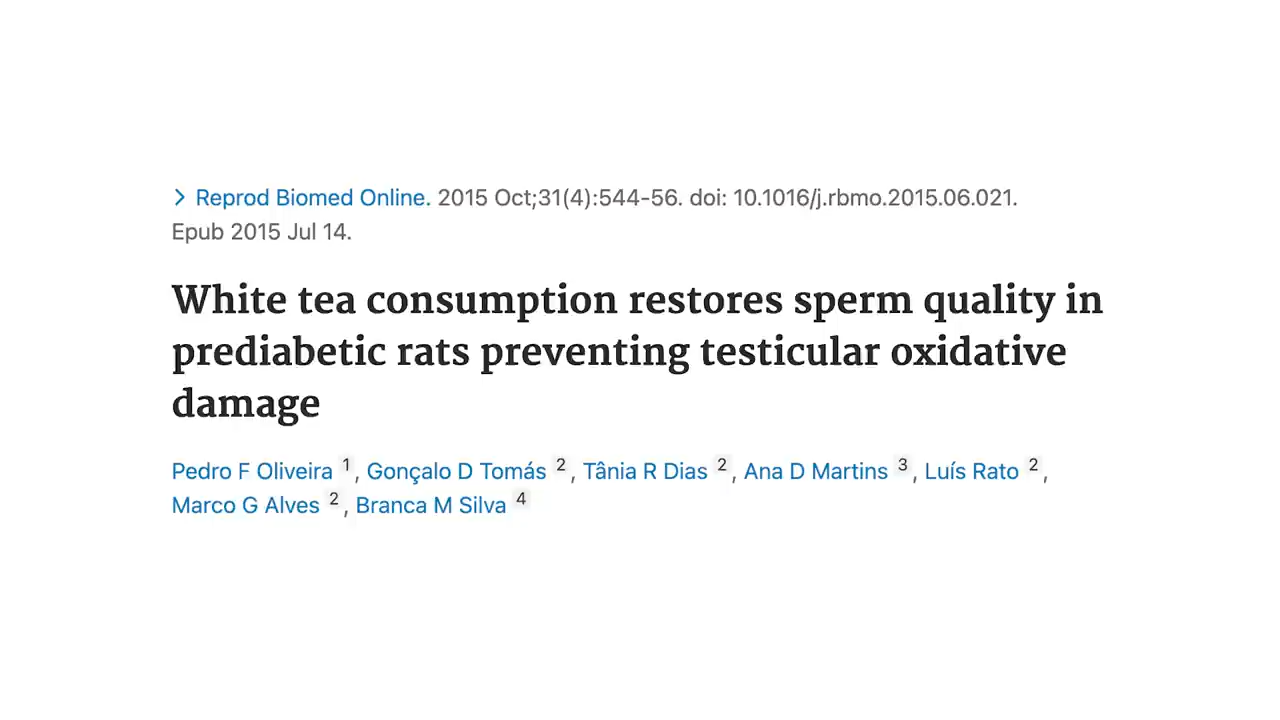 > Reprod Biomed Online. 2015 Oct;31(4):544-56. doi: 10.1016/j.rbmo.2015.06.021.
Epub 2015 Jul 14.
White tea consumption restores sperm quality in
prediabetic rats preventing testicular oxidative
damage
Pedro F Oliveira 1, Gonçalo D Tomás 2, Tânia R Dias 2, Ana D Martins 3, Luís Rato 2,
Marco G Alves 2, Branca M Silva 4